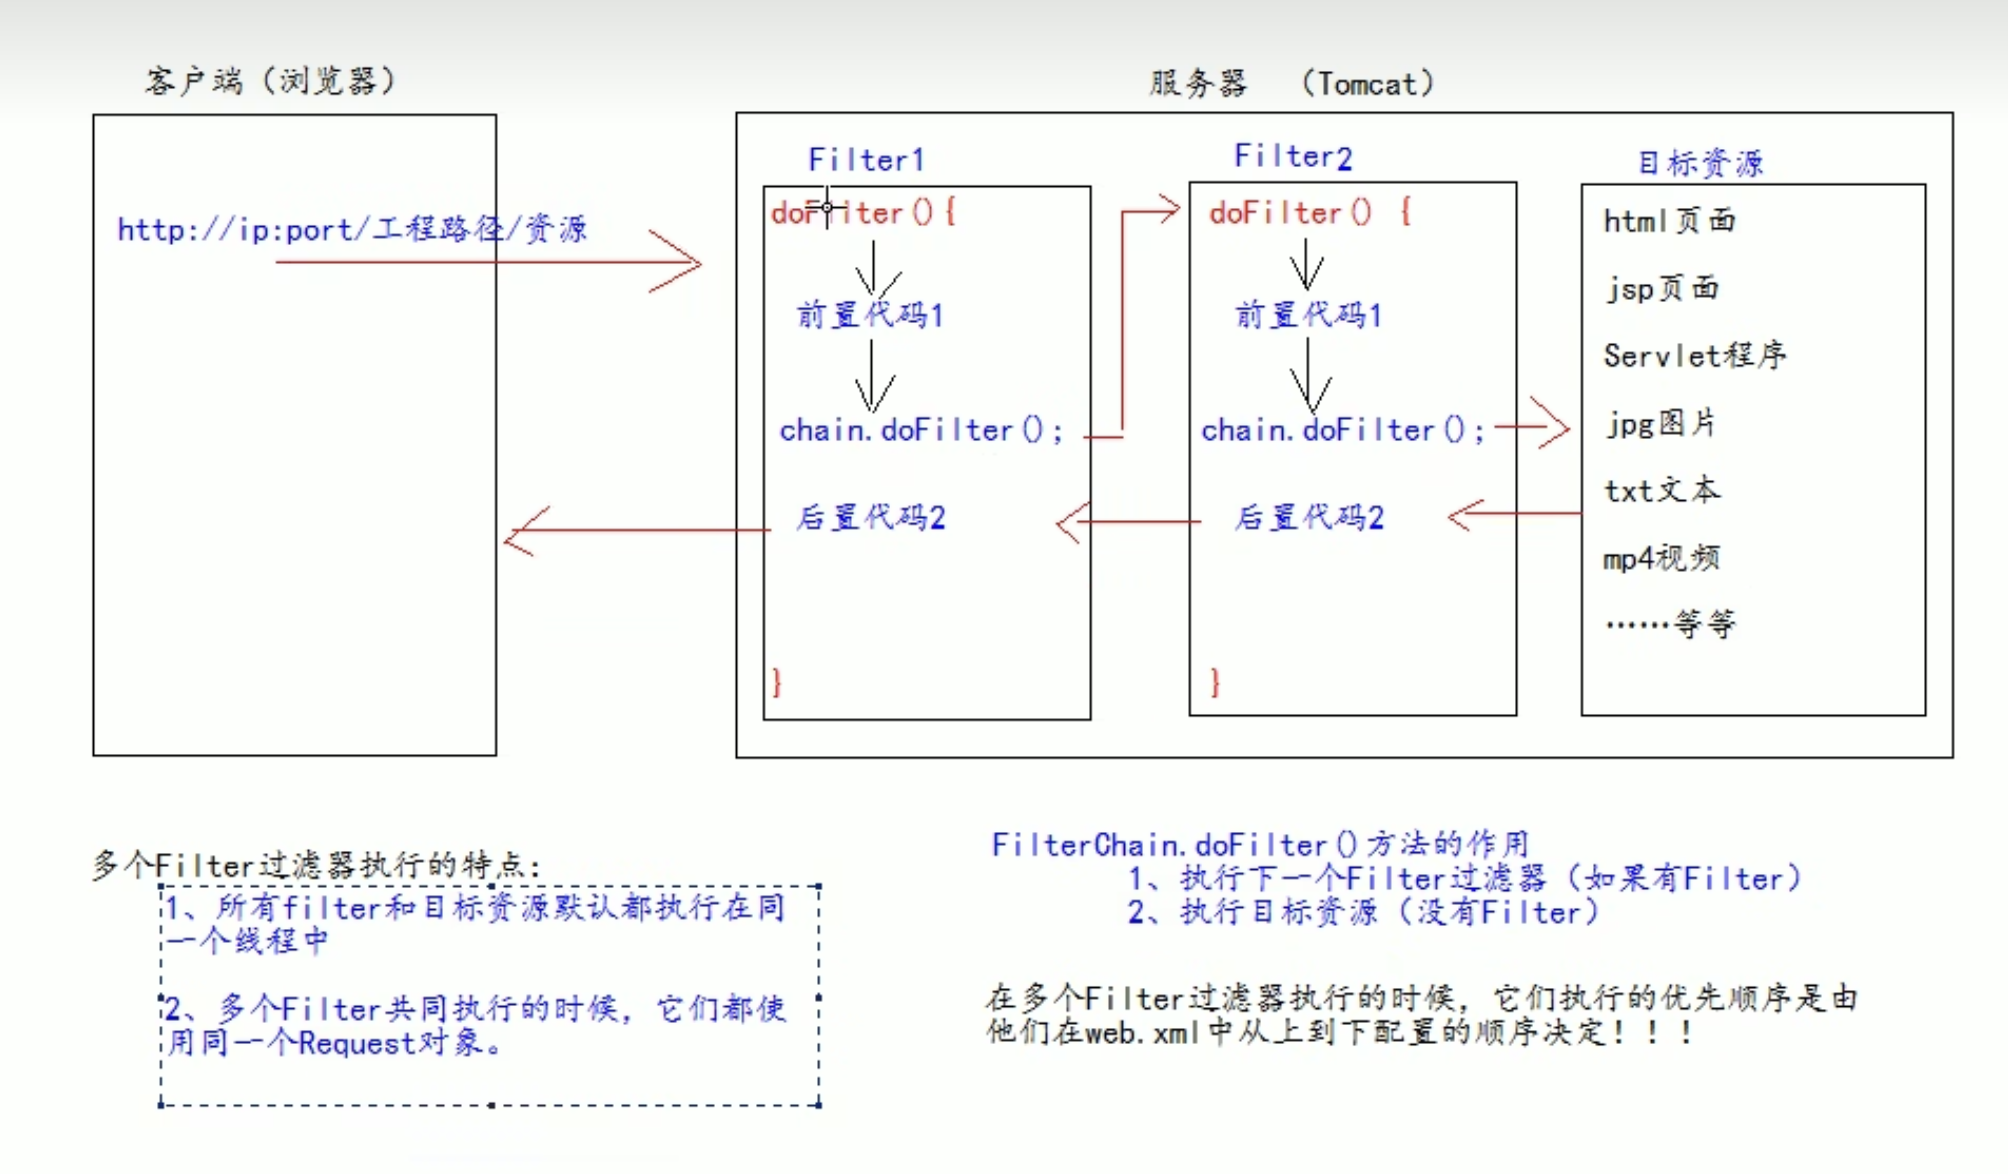 客户端（浏览器）
http://ip:port/工程路径/资源
服务器 （Tomcat）
Filter1
doFilter(){
前置代码1
chain.doFilter();
后置代码2
}
Filter2
doFilter() {
前置代码1
chain.doFilter();
后置代码2
}
目标资源
html页面
jsp页面
Servlet程序
jpg图片
txt文本
mp4视频
……等等
多个Filter过滤器执行的特点：
1、所有filter和目标资源默认都执行在同
一个线程中
2、多个Filter共同执行的时候，它们都使
用同一个Request对象。
FilterChain.doFilter()方法的作用
1、执行下一个Filter过滤器（如果有Filter）
2、执行目标资源（没有Filter）
在多个Filter过滤器执行的时候，它们执行的优先顺序是由
他们在web.xml中从上到下配置的顺序决定！！！